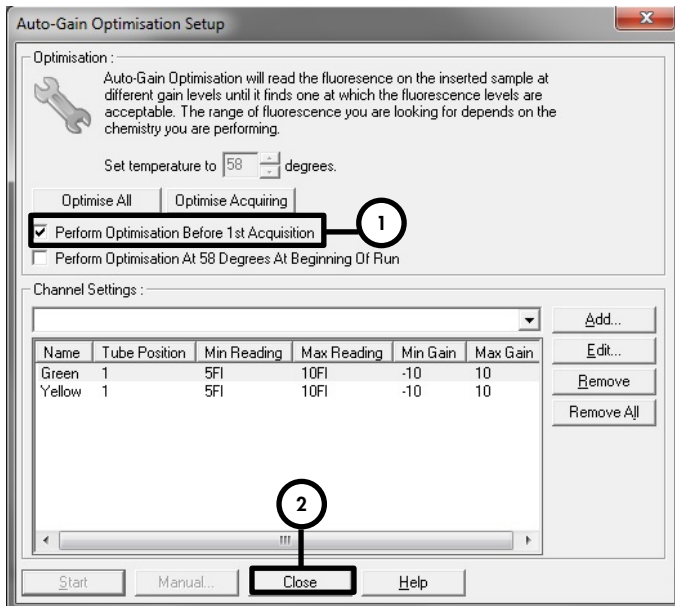 Auto-Gain Optimisation Setup
x
Optimisation :
Auto-Gain Optimisation will read the fluoresence on the inserted sample at
different gain levels until it finds one at which the fluorescence levels are
acceptable. The range of fluorescence you are looking for depends on the
chemistry you are performing.
Set temperature to 58 degrees.
Optimise All Optimise Acquiring
Perform Optimisation Before 1st Acquisition 1
Perform Optimisation At 58 Degrees At Beginning Of Run
Channel Settings :
Add...
Name Tube Position Min Reading Max Reading Min Gain Max Gain
Edit...
Green 1 5Fl 10Fl -10 10
Yellow 1 5Fl 10Fl -10 10
Remove
Remove All
2
Start Manual... Close Help